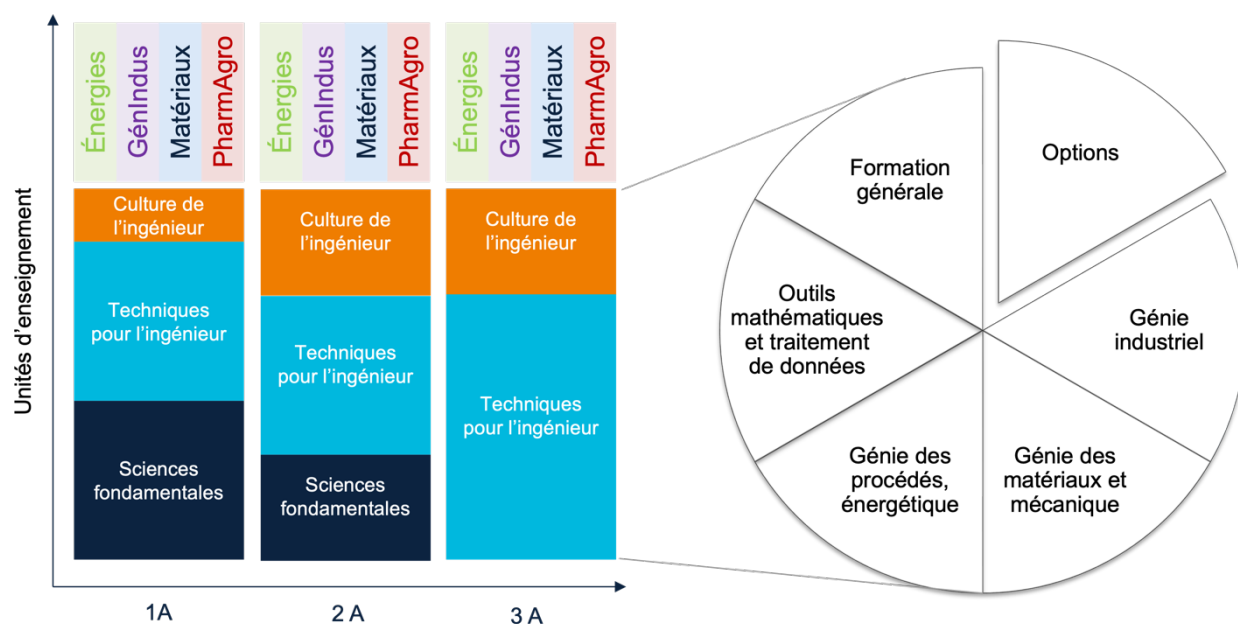 Unités d'enseignement
Énergies
GénIndus
Matériaux
PharmAgro
Culture de
l'ingénieur
Techniques
pour l'ingénieur
Sciences
fondamentales
1A
Énergies
GénIndus
Matériaux
PharmAgro
Culture de
l'ingénieur
Techniques
pour l'ingénieur
Sciences
fondamentales
2 A
Énergies
GénIndus
Matériaux
PharmAgro
Culture de
l'ingénieur
Techniques
pour l'ingénieur
3 A
Formation
générale
Options
Outils
mathématiques
et traitement
de données
Génie
industriel
Génie des
procédés,
énergétique
Génie des
matériaux et
mécanique